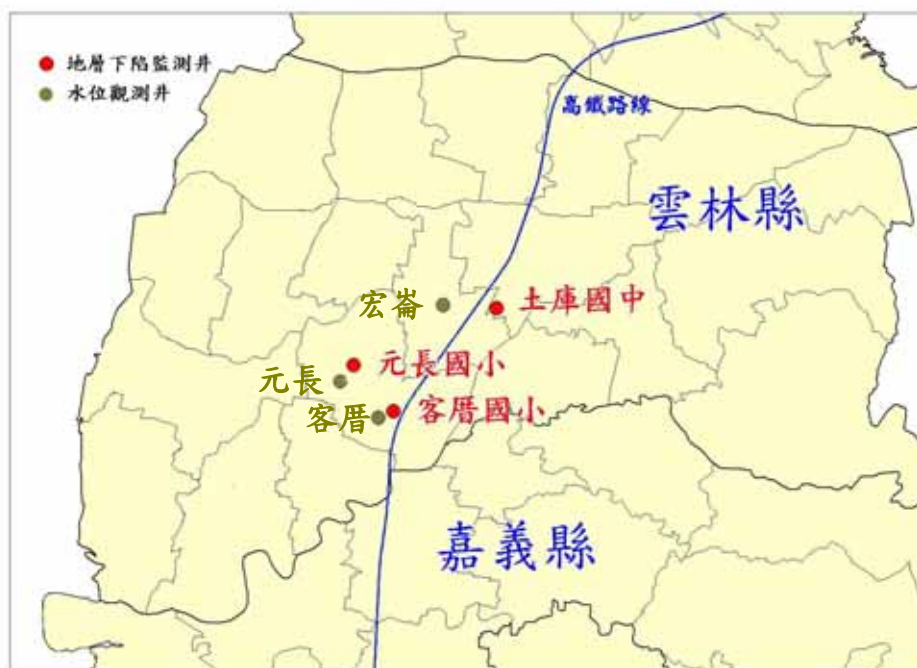 地層下陷監測井
水位觀測井
高鐵路線
雲林縣
宏崙
土庫國中
元長國小
元長
客厝
客厝國小
嘉義縣